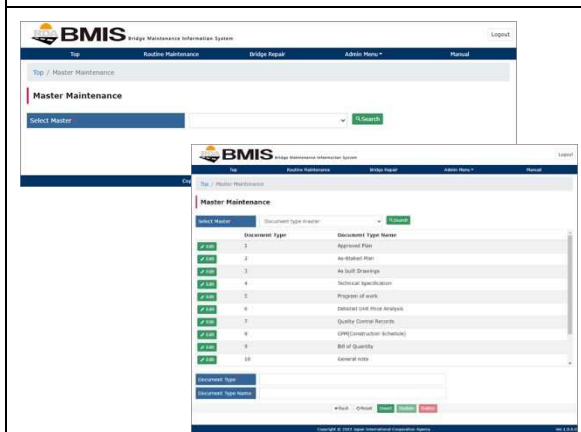 BMIS Bridge Maintenance Information System
Logout
Top Routine Maintenance Bridge Repair Admin Menu Manual
Top / Master Maintenance
Master Maintenance
Select Master Search
BMIS Bridge Maintenance Information System
Logout
Top Routine Maintenance Bridge Repair Admin Menu Manual
Top / Master Maintenance
Master Maintenance
Select Master Document type master Search
Document Type Document Type Name
Edit 1 Approved Plan
Edit 2 As-Staked Plan
Edit 3 As built Drawings
Edit 4 Technical Specification
Edit 5 Program of work
Edit 6 Detailed Unit Price Analysis
Edit 7 Quality Control Records
Edit 8 CPM(Construction Schedule)
Edit 9 Bill of Quantity
Edit 10 General note
Document Type
Document Type Name
Back Reset Insert Update Delete
Copyright © 2022 Japan International Cooperation Agency